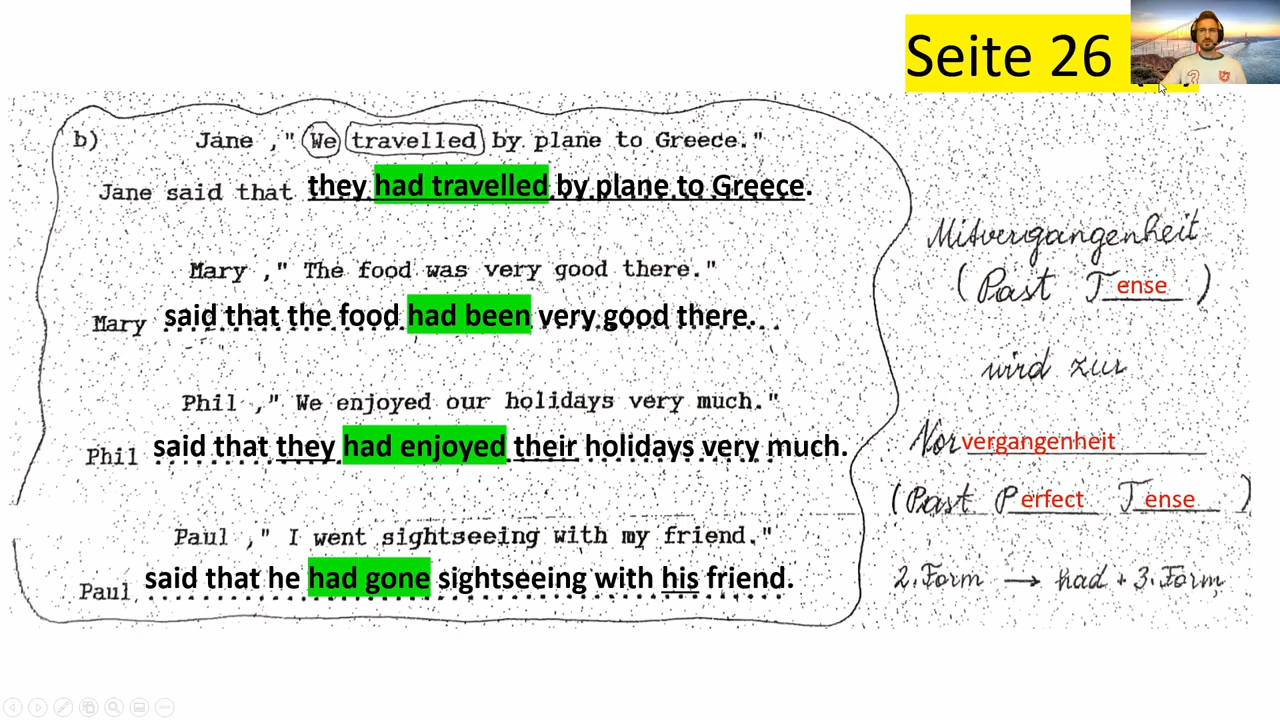 Seite 26
b) Jane ," We travelled by plane to Greece."
Jane said that they had travelled by plane to Greece.
Mary ," The food was very good there."
Mary said that the food had been very good there.
Phil ," We enjoyed our holidays very much."
Phil said that they had enjoyed their holidays very much.
Paul ," I went sightseeing with my friend."
Paul said that he had gone sightseeing with his friend.
Mitvergangenheit
(Past Tense)
wird zur
Vorvergangenheit
(Past Perfect Tense)
2. Form → had + 3. Form